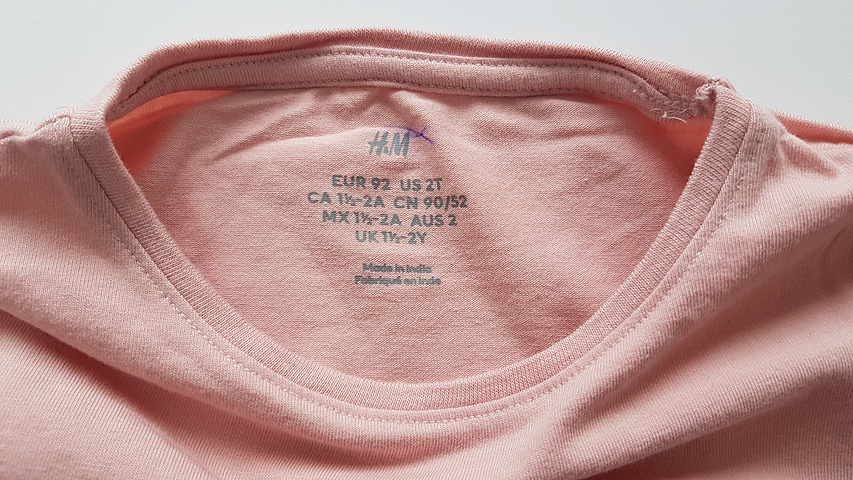 H&M
EUR 92 US 2T
CA 1½-2A CN 90/52
MX 1½-2A AUS 2
UK 1½-2Y
Made in India
Fabriqué en Inde